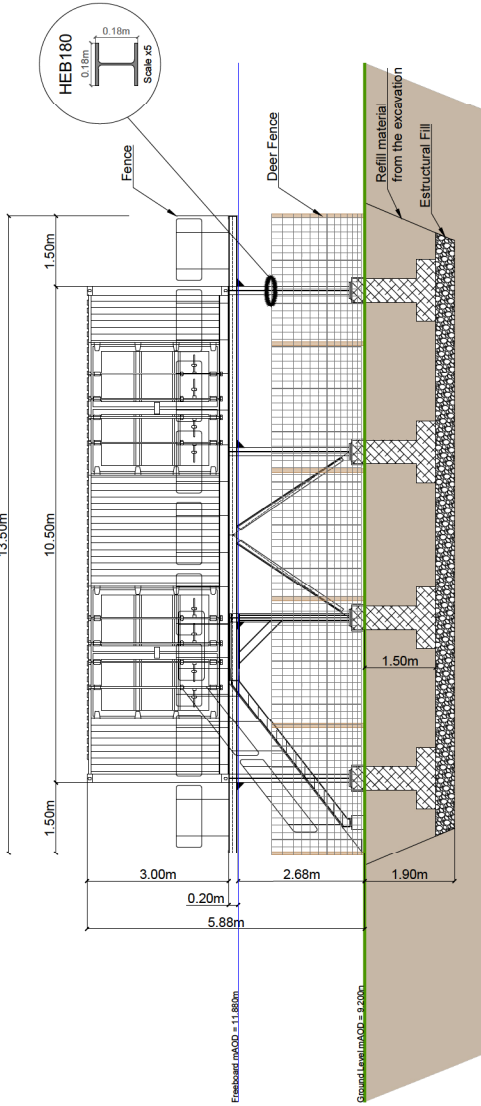 HEB180
0.18m
0.18m
Scale x5
Fence
Deer Fence
Refill material
from the excavation
Estructural Fill
13.50m
1.50m
10.50m
1.50m
3.00m
0.20m
5.88m
2.68m
1.50m
1.90m
Freeboard mAOD = 11.880m
Ground Level mAOD = 9.200m